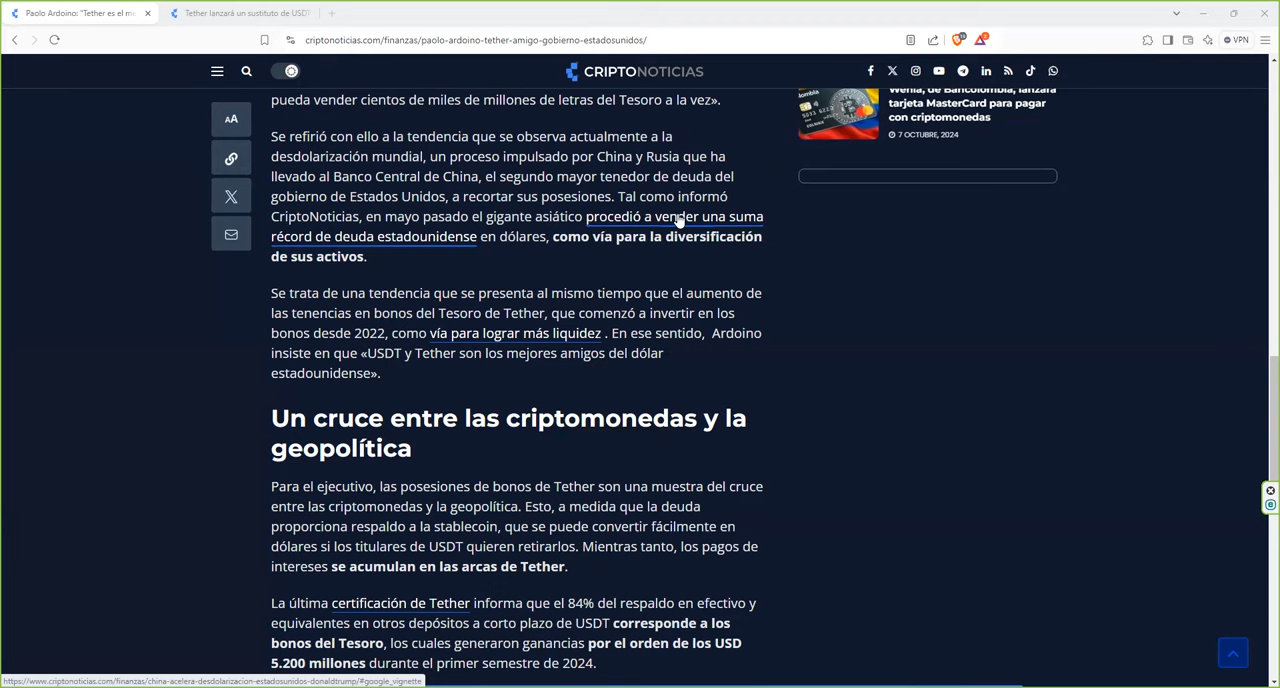 Paolo Ardoino: "Tether es el me
Tether lanzará un sustituto de USDT
criptonoticias.com/finanzas/paolo-ardoino-tether-amigo-gobierno-estadosunidos/
VPN
CRIPTONOTICIAS
AA
pueda vender cientos de miles de millones de letras del Tesoro a la vez».
Se refirió con ello a la tendencia que se observa actualmente a la
desdolarización mundial, un proceso impulsado por China y Rusia que ha
llevado al Banco Central de China, el segundo mayor tenedor de deuda del
gobierno de Estados Unidos, a recortar sus posesiones. Tal como informó
CriptoNoticias, en mayo pasado el gigante asiático procedió a vender una suma
récord de deuda estadounidense en dólares, como vía para la diversificación
de sus activos.
Se trata de una tendencia que se presenta al mismo tiempo que el aumento de
las tenencias en bonos del Tesoro de Tether, que comenzó a invertir en los
bonos desde 2022, como vía para lograr más liquidez . En ese sentido, Ardoino
insiste en que «USDT y Tether son los mejores amigos del dólar
estadounidense».
Un cruce entre las criptomonedas y la
geopolítica
Para el ejecutivo, las posesiones de bonos de Tether son una muestra del cruce
entre las criptomonedas y la geopolítica. Esto, a medida que la deuda
proporciona respaldo a la stablecoin, que se puede convertir fácilmente en
dólares si los titulares de USDT quieren retirarlos. Mientras tanto, los pagos de
intereses se acumulan en las arcas de Tether.
La última certificación de Tether informa que el 84% del respaldo en efectivo y
equivalentes en otros depósitos a corto plazo de USDT corresponde a los
bonos del Tesoro, los cuales generaron ganancias por el orden de los USD
5.200 millones durante el primer semestre de 2024.
Wenia, de Bancolombia, lanzará
tarjeta MasterCard para pagar
con criptomonedas
7 OCTUBRE, 2024
https://www.criptonoticias.com/finanzas/china-acelera-desdolarizacion-estadosunidos-donaldtrump/#google_vignette